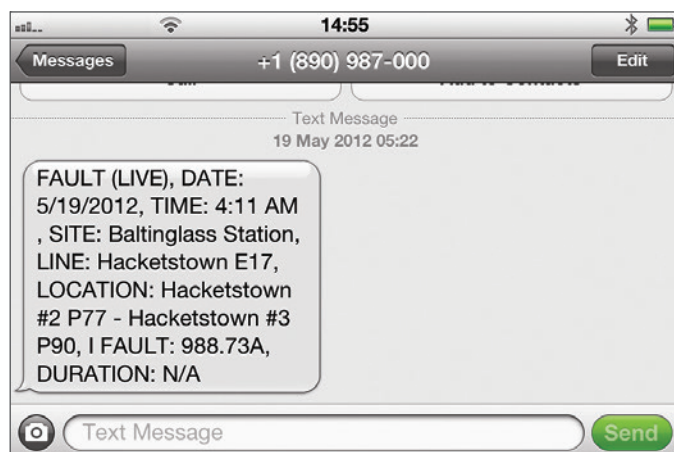 14:55
Messages
+1 (890) 987-000
Edit
Text Message
19 May 2012 05:22
FAULT (LIVE), DATE:
5/19/2012, TIME: 4:11 AM
, SITE: Baltinglass Station,
LINE: Hacketstown E17,
LOCATION: Hacketstown
#2 P77 - Hacketstown #3
P90, I FAULT: 988.73A,
DURATION: N/A
Text Message
Send